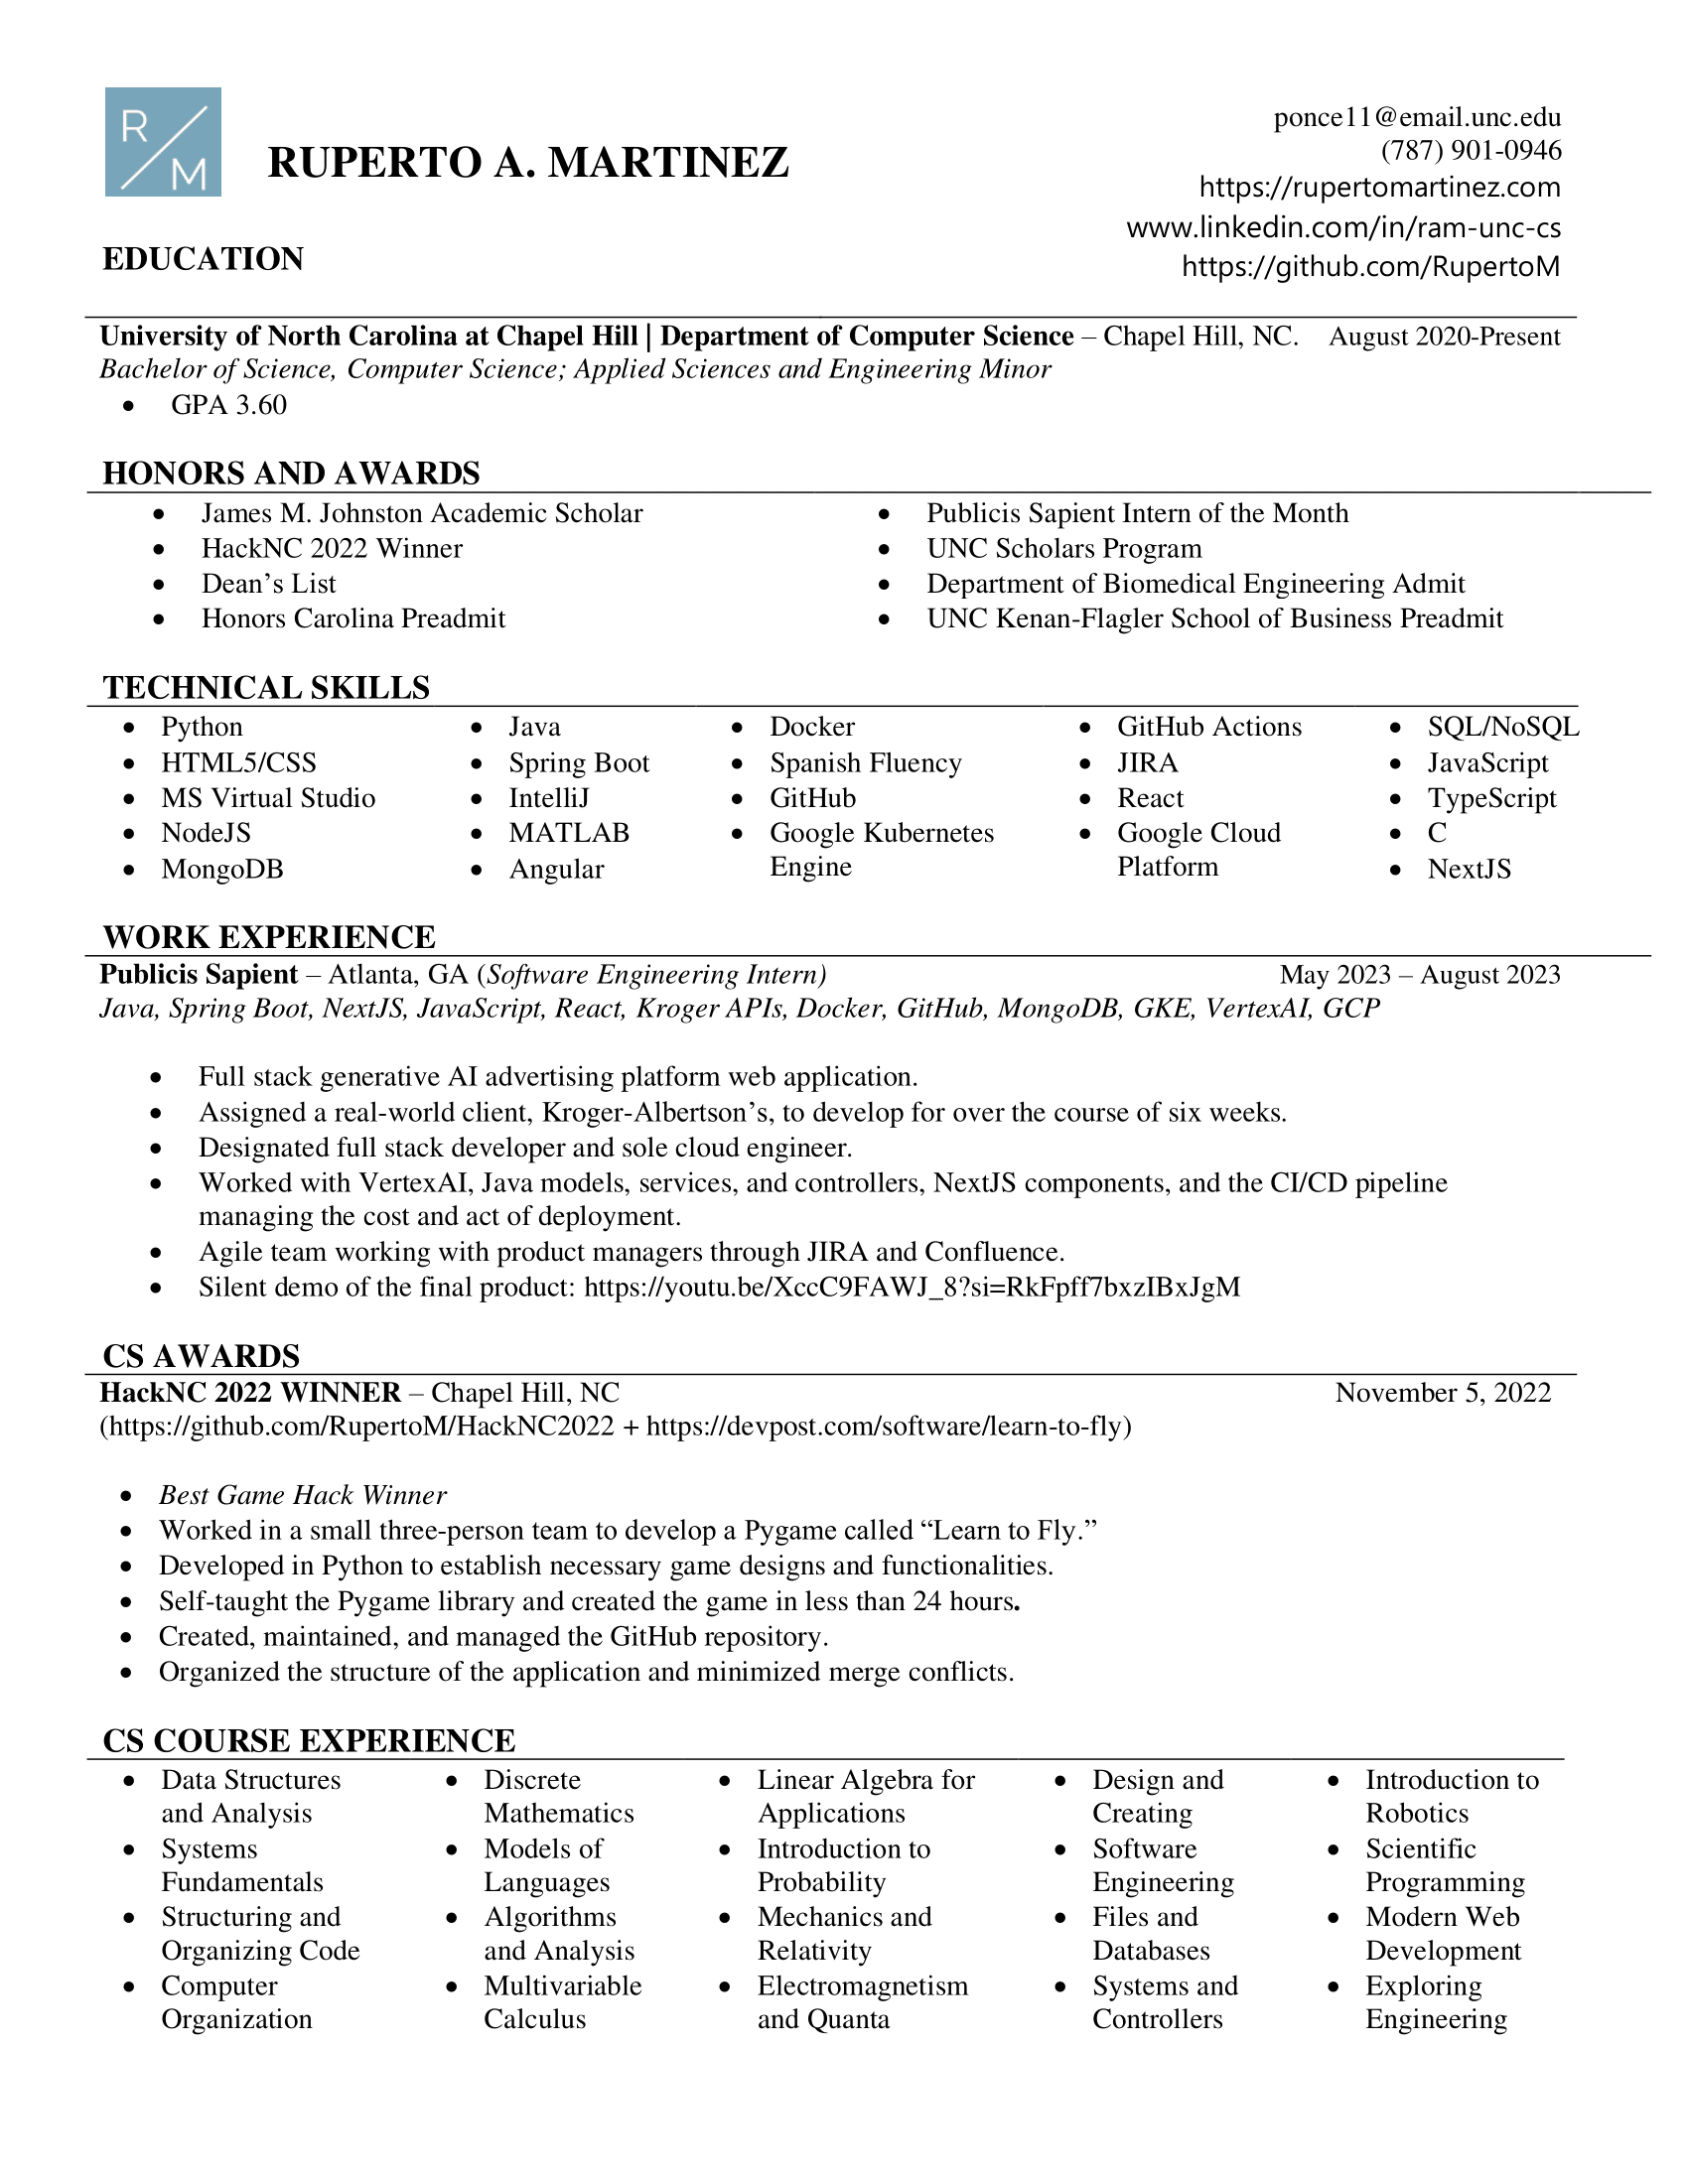 R
M
RUPERTO A. MARTINEZ
ponce11@email.unc.edu
(787) 901-0946
https://rupertomartinez.com
www.linkedin.com/in/ram-unc-cs
https://github.com/RupertoM
EDUCATION
University of North Carolina at Chapel Hill | Department of Computer Science – Chapel Hill, NC. August 2020-Present
Bachelor of Science, Computer Science; Applied Sciences and Engineering Minor
• GPA 3.60
HONORS AND AWARDS
• James M. Johnston Academic Scholar
• HackNC 2022 Winner
• Dean’s List
• Honors Carolina Preadmit
• Publicis Sapient Intern of the Month
• UNC Scholars Program
• Department of Biomedical Engineering Admit
• UNC Kenan-Flagler School of Business Preadmit
TECHNICAL SKILLS
• Python
• HTML5/CSS
• MS Virtual Studio
• NodeJS
• MongoDB
• Java
• Spring Boot
• IntelliJ
• MATLAB
• Angular
• Docker
• Spanish Fluency
• GitHub
• Google Kubernetes
Engine
• GitHub Actions
• JIRA
• React
• Google Cloud
Platform
• SQL/NoSQL
• JavaScript
• TypeScript
• C
• NextJS
WORK EXPERIENCE
Publicis Sapient – Atlanta, GA (Software Engineering Intern) May 2023 – August 2023
Java, Spring Boot, NextJS, JavaScript, React, Kroger APIs, Docker, GitHub, MongoDB, GKE, VertexAI, GCP
• Full stack generative AI advertising platform web application.
• Assigned a real-world client, Kroger-Albertson’s, to develop for over the course of six weeks.
• Designated full stack developer and sole cloud engineer.
• Worked with VertexAI, Java models, services, and controllers, NextJS components, and the CI/CD pipeline
managing the cost and act of deployment.
• Agile team working with product managers through JIRA and Confluence.
• Silent demo of the final product: https://youtu.be/XccC9FAWJ_8?si=RkFpff7bxzIBxJgM
CS AWARDS
HackNC 2022 WINNER – Chapel Hill, NC November 5, 2022
(https://github.com/RupertoM/HackNC2022 + https://devpost.com/software/learn-to-fly)
• Best Game Hack Winner
• Worked in a small three-person team to develop a Pygame called “Learn to Fly.”
• Developed in Python to establish necessary game designs and functionalities.
• Self-taught the Pygame library and created the game in less than 24 hours.
• Created, maintained, and managed the GitHub repository.
• Organized the structure of the application and minimized merge conflicts.
CS COURSE EXPERIENCE
• Data Structures
and Analysis
• Systems
Fundamentals
• Structuring and
Organizing Code
• Computer
Organization
• Discrete
Mathematics
• Models of
Languages
• Algorithms
and Analysis
• Multivariable
Calculus
• Linear Algebra for
Applications
• Introduction to
Probability
• Mechanics and
Relativity
• Electromagnetism
and Quanta
• Design and
Creating
• Software
Engineering
• Files and
Databases
• Systems and
Controllers
• Introduction to
Robotics
• Scientific
Programming
• Modern Web
Development
• Exploring
Engineering